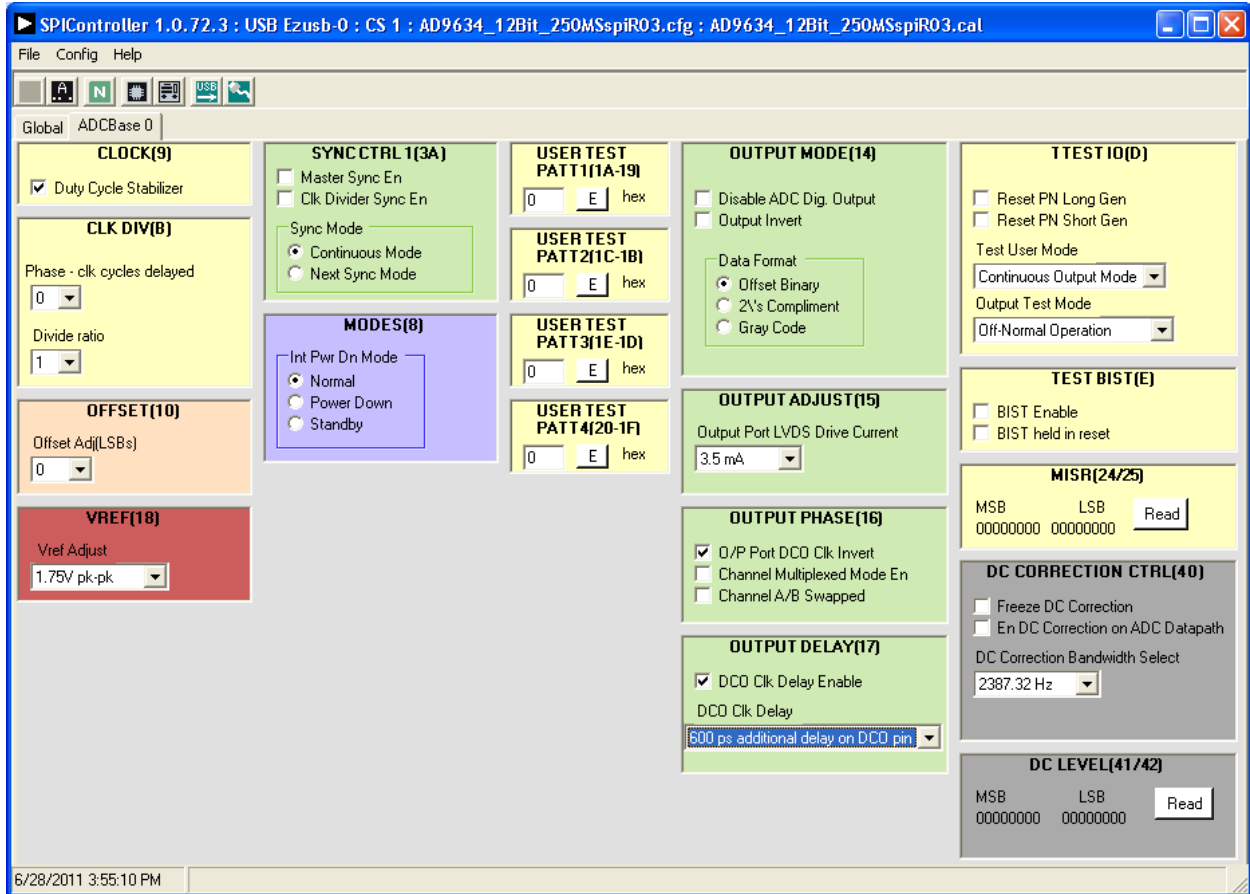 SPIController 1.0.72.3 : USB Ezusb-0 : CS 1 : AD9634_12Bit_250MSspiR03.cfg : AD9634_12Bit_250MSspiR03.cal
File Config Help
A N USB
Global ADCBase 0
CLOCK(9)
Duty Cycle Stabilizer
CLK DIV(B)
Phase - clk cycles delayed
0
Divide ratio
1
OFFSET(10)
Offset Adj(LSBs)
0
VREF(18)
Vref Adjust
1.75V pk-pk
SYNC CTRL 1(3A)
Master Sync En
Clk Divider Sync En
Sync Mode
Continuous Mode
Next Sync Mode
MODES(8)
Int Pwr Dn Mode
Normal
Power Down
Standby
USER TEST
PATT1(1A-19)
0 E hex
USER TEST
PATT2(1C-1B)
0 E hex
USER TEST
PATT3(1E-1D)
0 E hex
USER TEST
PATT4(20-1F)
0 E hex
OUTPUT MODE(14)
Disable ADC Dig. Output
Output Invert
Data Format
Offset Binary
2\'s Compliment
Gray Code
OUTPUT ADJUST(15)
Output Port LVDS Drive Current
3.5 mA
OUTPUT PHASE(16)
O/P Port DCO Clk Invert
Channel Multiplexed Mode En
Channel A/B Swapped
OUTPUT DELAY(17)
DCO Clk Delay Enable
DCO Clk Delay
600 ps additional delay on DCO pin
TTEST IO(D)
Reset PN Long Gen
Reset PN Short Gen
Test User Mode
Continuous Output Mode
Output Test Mode
Off-Normal Operation
TEST BIST(E)
BIST Enable
BIST held in reset
MISR(24/25)
MSB LSB
00000000 00000000 Read
DC CORRECTION CTRL(40)
Freeze DC Correction
En DC Correction on ADC Datapath
DC Correction Bandwidth Select
2387.32 Hz
DC LEVEL(41/42)
MSB LSB
00000000 00000000 Read
6/28/2011 3:55:10 PM